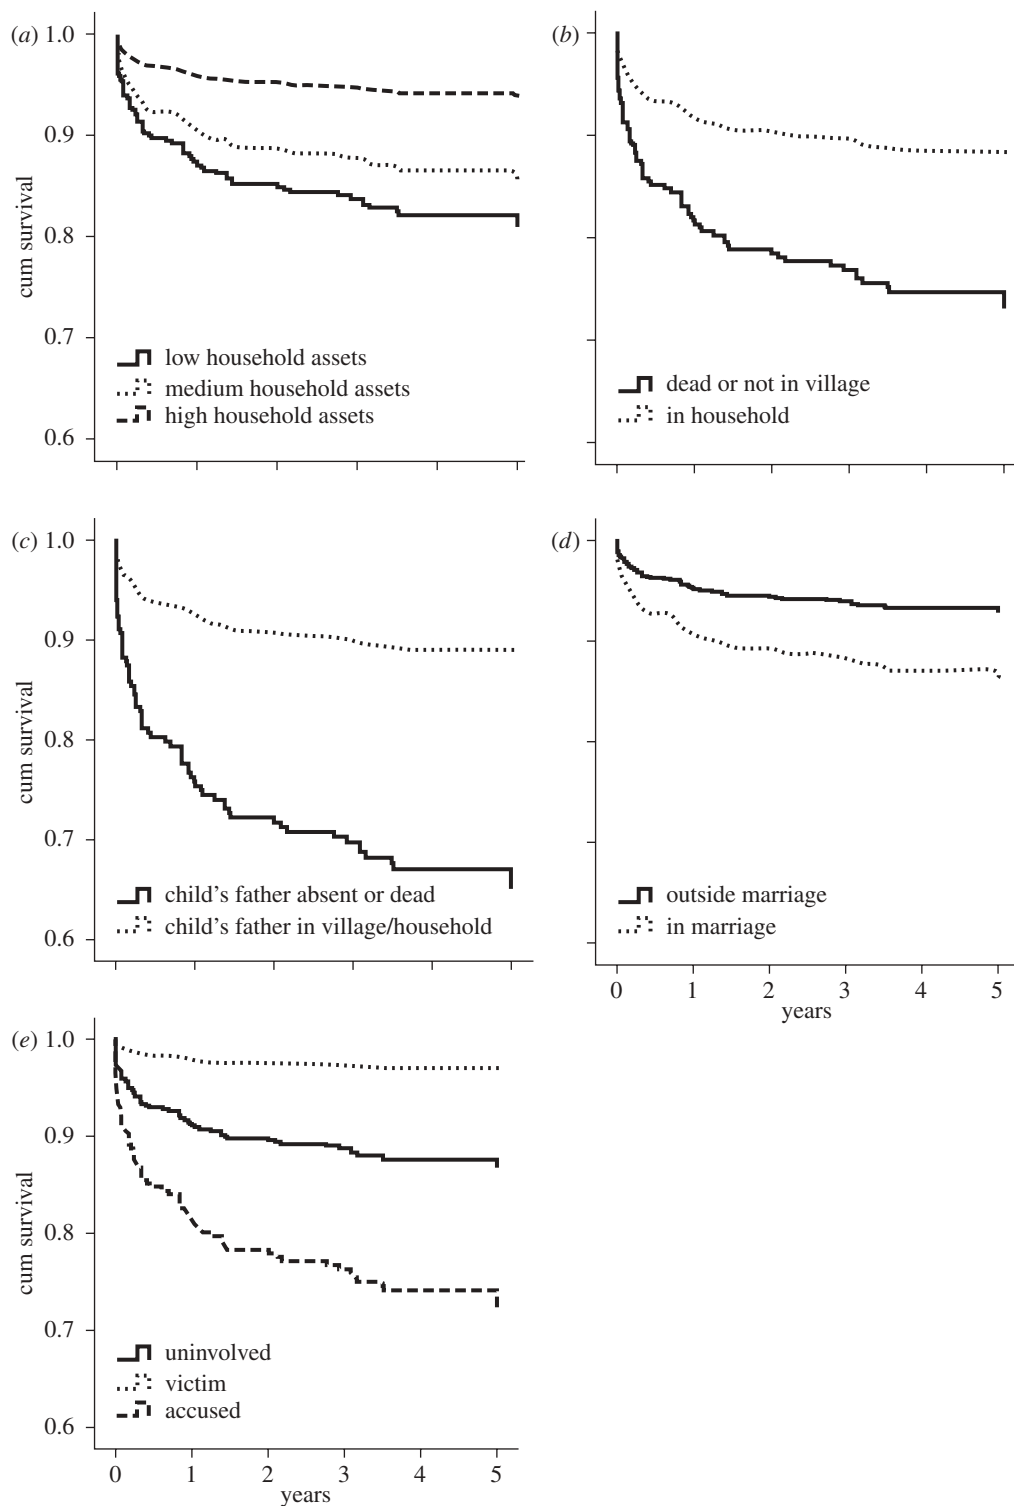 (a) 1.0
0.9
0.8
0.7
0.6
cum survival
low household assets
medium household assets
high household assets
(b)
dead or not in village
in household
(c) 1.0
0.9
0.8
0.7
0.6
cum survival
child's father absent or dead
child's father in village/household
(d)
outside marriage
in marriage
0 1 2 3 4 5
years
(e) 1.0
0.9
0.8
0.7
0.6
cum survival
uninvolved
victim
accused
0 1 2 3 4 5
years